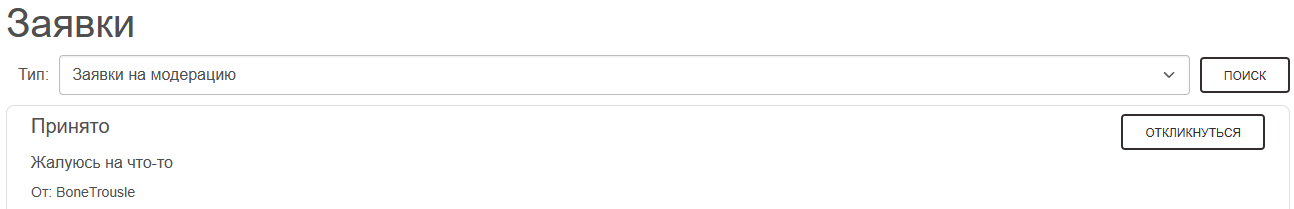 Заявки
Тип: Заявки на модерацию ПОИСК
Принято ОТКЛИКНУТЬСЯ
Жалуюсь на что-то
От: BoneTrousle